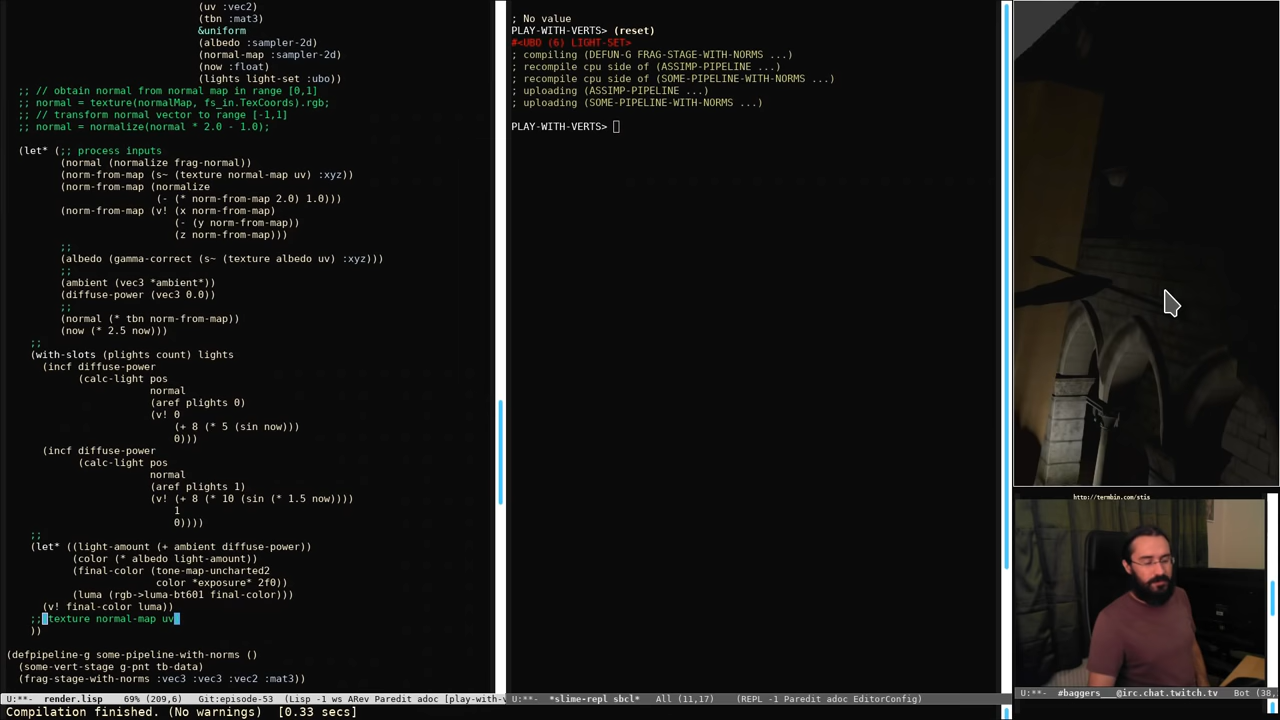 (uv :vec2)
(tbn :mat3)
&uniform
(albedo :sampler-2d)
(normal-map :sampler-2d)
(now :float)
(lights light-set :ubo))
;; // obtain normal from normal map in range [0,1]
;; normal = texture(normalMap, fs_in.TexCoords).rgb;
;; // transform normal vector to range [-1,1]
;; normal = normalize(normal * 2.0 - 1.0);
(let* (;; process inputs
(normal (normalize frag-normal))
(norm-from-map (s~ (texture normal-map uv) :xyz))
(norm-from-map (normalize
(- (* norm-from-map 2.0) 1.0)))
(norm-from-map (v! (x norm-from-map)
(- (y norm-from-map))
(z norm-from-map)))
;;
(albedo (gamma-correct (s~ (texture albedo uv) :xyz)))
;;
(ambient (vec3 *ambient*))
(diffuse-power (vec3 0.0))
;;
(normal (* tbn norm-from-map))
(now (* 2.5 now)))
;;
(with-slots (plights count) lights
(incf diffuse-power
(calc-light pos
normal
(aref plights 0)
(v! 0
(+ 8 (* 5 (sin now)))
0)))
(incf diffuse-power
(calc-light pos
normal
(aref plights 1)
(v! (+ 8 (* 10 (sin (* 1.5 now))))
1
0))))
;;
(let* ((light-amount (+ ambient diffuse-power))
(color (* albedo light-amount))
(final-color (tone-map-uncharted2
color *exposure* 2f0))
(luma (rgb->luma-bt601 final-color)))
(v! final-color luma))
;; texture normal-map uv
))
(defpipeline-g some-pipeline-with-norms ()
(some-vert-stage g-pnt tb-data)
(frag-stage-with-norms :vec3 :vec3 :vec2 :mat3))
U:**- render.lisp 69% (209,6) Git:episode-53 (Lisp -1 ws ARev Paredit adoc [play-with-v
Compilation finished. (No warnings) [0.33 secs]
; No value
PLAY-WITH-VERTS> (reset)
#<UBO (6) LIGHT-SET>
; compiling (DEFUN-G FRAG-STAGE-WITH-NORMS ...)
; recompile cpu side of (ASSIMP-PIPELINE ...)
; recompile cpu side of (SOME-PIPELINE-WITH-NORMS ...)
; uploading (ASSIMP-PIPELINE ...)
; uploading (SOME-PIPELINE-WITH-NORMS ...)
PLAY-WITH-VERTS>
U:**- *slime-repl sbcl* All (11,17) (REPL -1 Paredit adoc EditorConfig)
http://termbin.com/stis
U:**- #baggers__@irc.chat.twitch.tv Bot (38,